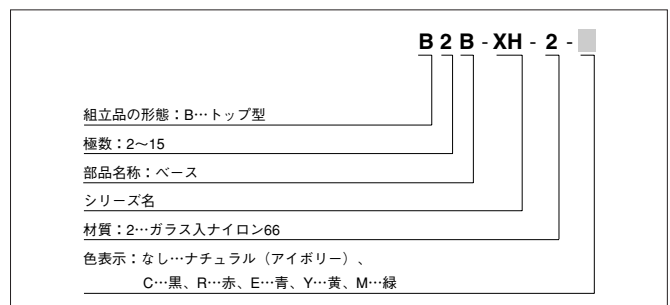 B 2 B - XH - 2 -
組立品の形態：B…トップ型
極数：2〜15
部品名称：ベース
シリーズ名
材質：2…ガラス入ナイロン66
色表示：なし…ナチュラル（アイボリー）、
C…黒、R…赤、E…青、Y…黄、M…緑